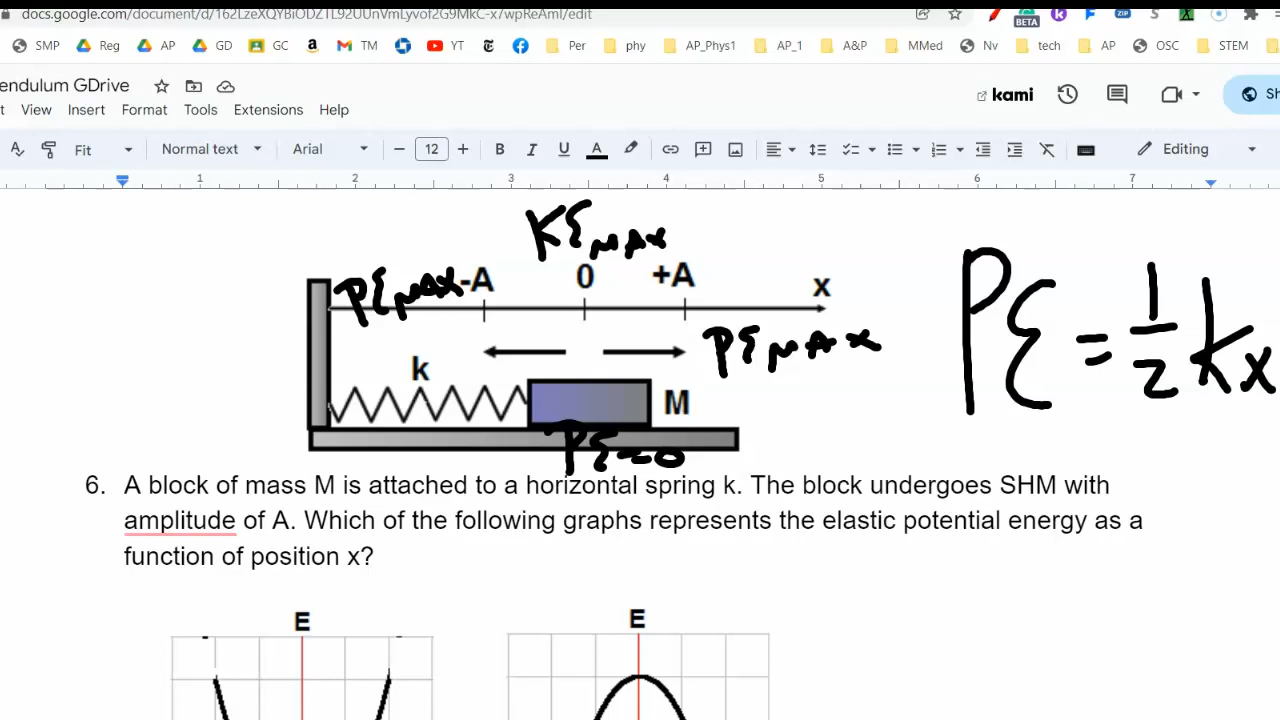 docs.google.com/document/d/162LzeXQYBiODZTL92UUnVmLyvof2G9MkC-x7wpReAmI/edit
BETA k F ZIP S X
SMP Reg AP GD GC a TM YT Per phy AP_Phys1 AP_1 A&P MMed Nv tech AP OSC STEM
endulum GDrive
t View Insert Format Tools Extensions Help
kami Sh
Fit Normal text Arial 12 B I U A Editing
1 2 3 4 5 6 7
KEMAX
PEMAX -A 0 +A x
PEMAX
PE = 1/2 kx
k M
PE=0
6. A block of mass M is attached to a horizontal spring k. The block undergoes SHM with
amplitude of A. Which of the following graphs represents the elastic potential energy as a
function of position x?
E E